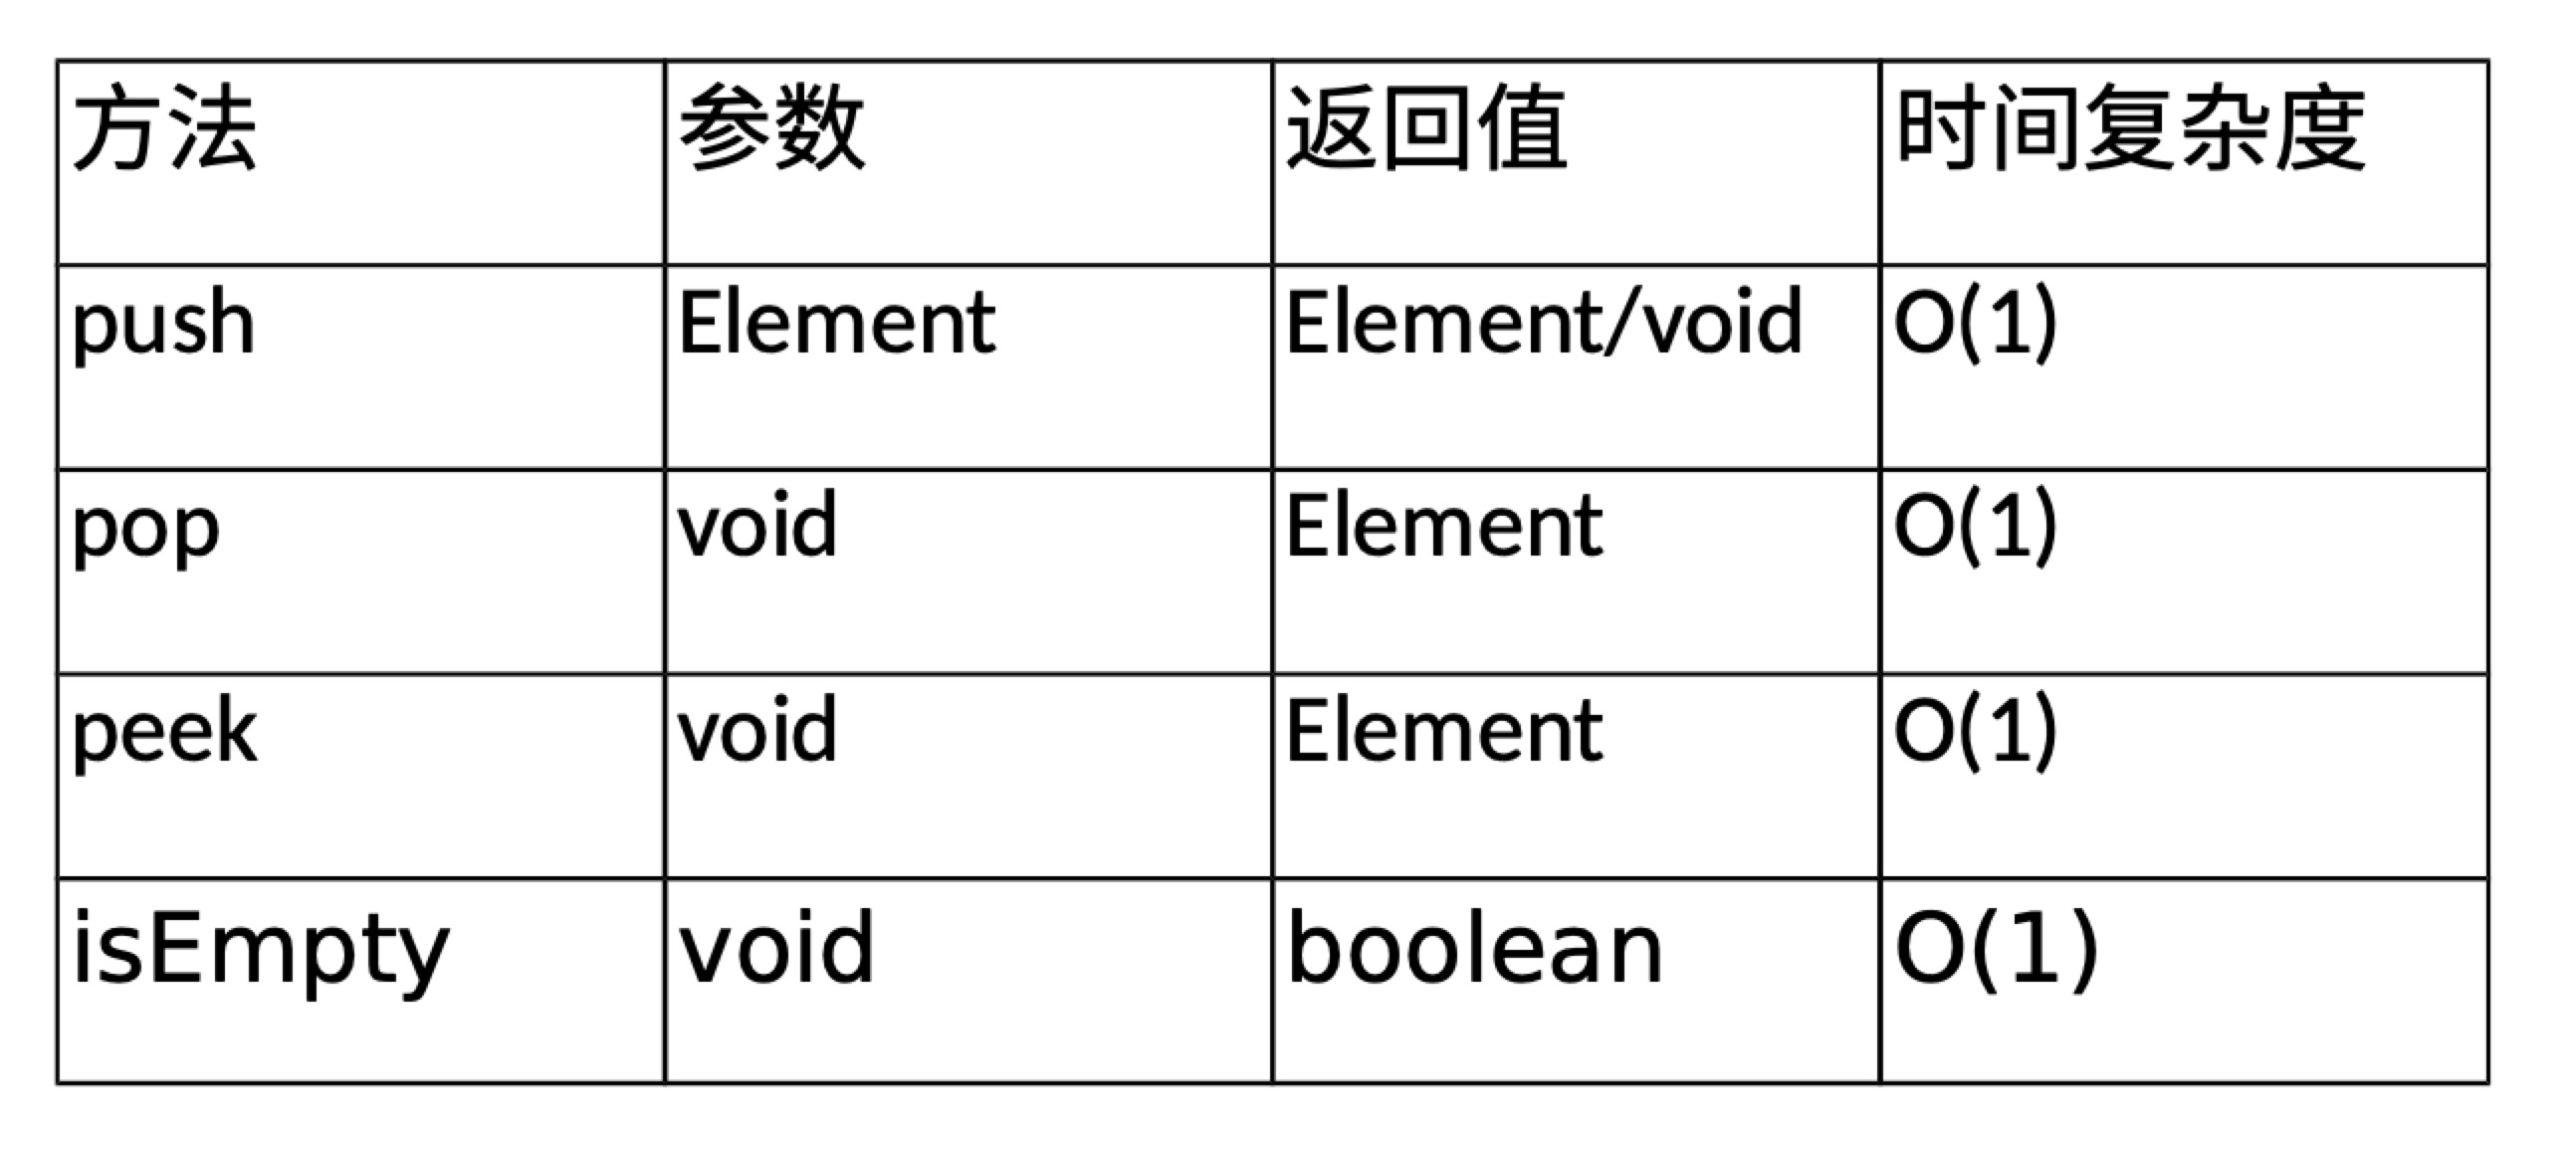 方法 参数 返回值 时间复杂度
push Element Element/void O(1)
pop void Element O(1)
peek void Element O(1)
isEmpty void boolean O(1)